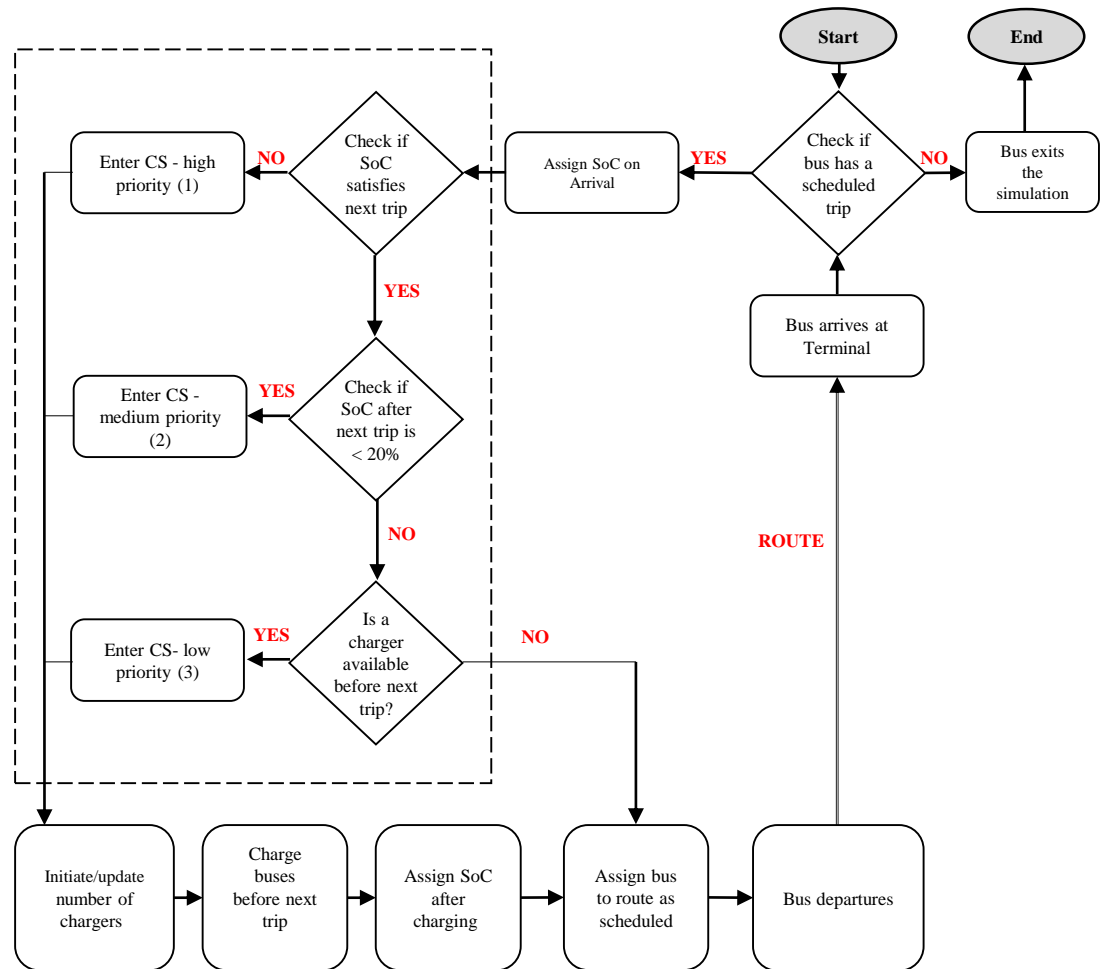 Start
End
Check if
bus has a
scheduled
trip
NO
Bus exits
the
simulation
YES
Assign SoC on
Arrival
Check if
SoC
satisfies
next trip
NO
Enter CS - high
priority (1)
YES
Bus arrives at
Terminal
Check if
SoC after
next trip is
< 20%
YES
Enter CS -
medium priority
(2)
NO
ROUTE
Is a
charger
available
before next
trip?
YES
Enter CS- low
priority (3)
NO
Initiate/update
number of
chargers
Charge
buses
before next
trip
Assign SoC
after
charging
Assign bus
to route as
scheduled
Bus departures